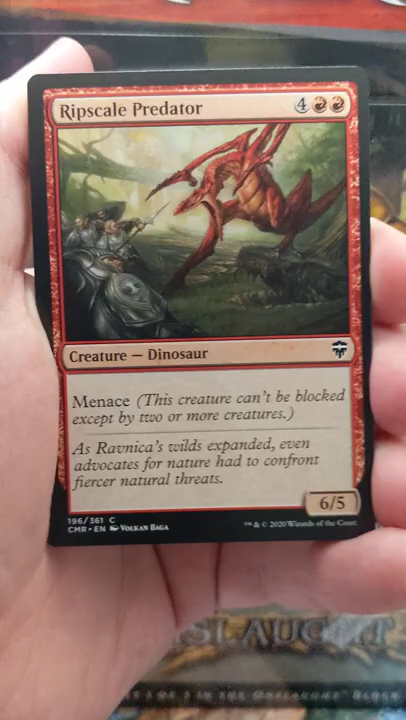 Ripscale Predator 4
Creature — Dinosaur
Menace (This creature can't be blocked
except by two or more creatures.)
As Ravnica's wilds expanded, even
advocates for nature had to confront
fiercer natural threats.
6/5
196/361 C
CMR • EN Volkan Baga
™ & © 2020 Wizards of the Coast
SLAUGHT